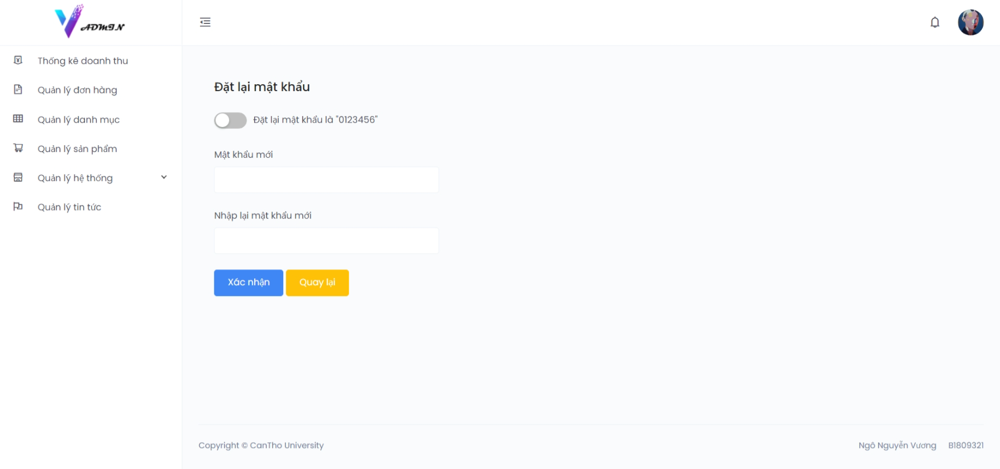 ADMIN
Thống kê doanh thu
Quản lý đơn hàng
Quản lý danh mục
Quản lý sản phẩm
Quản lý hệ thống
Quản lý tin tức
Đặt lại mật khẩu
Đặt lại mật khẩu là "0123456"
Mật khẩu mới
Nhập lại mật khẩu mới
Xác nhận Quay lại
Copyright © CanTho University
Ngô Nguyễn Vương B1809321